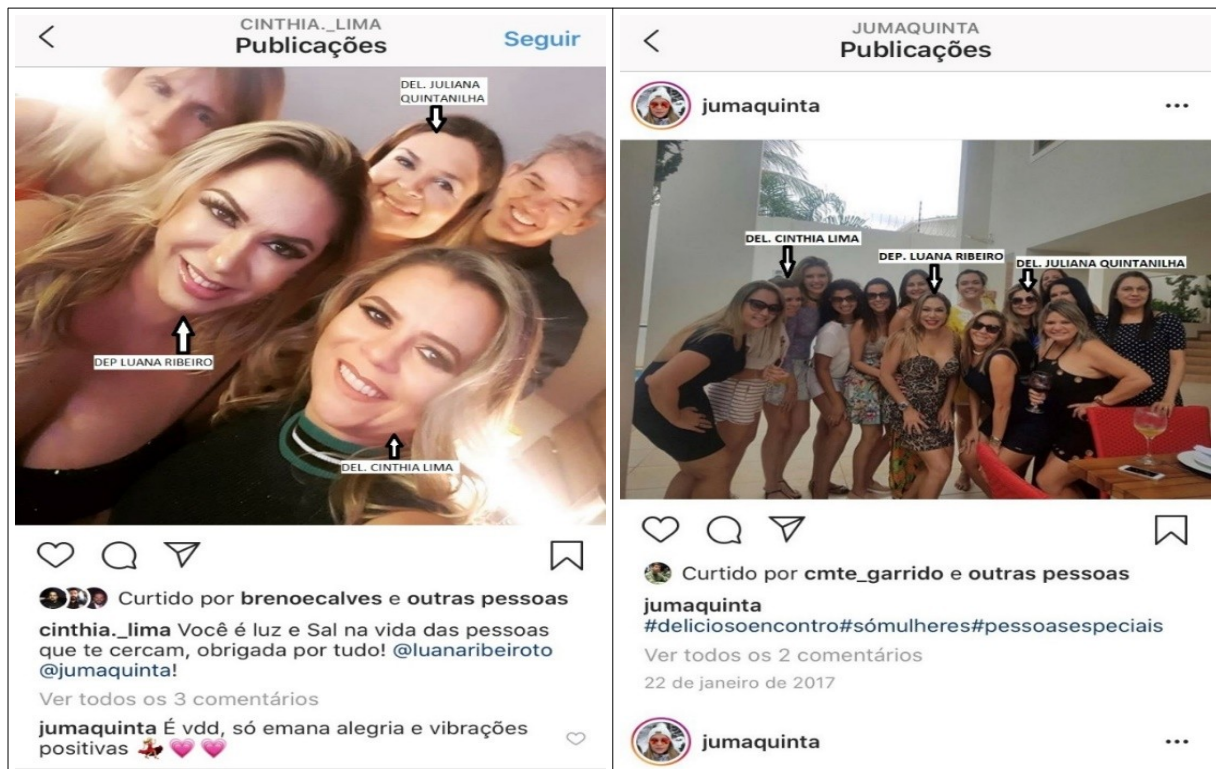 CINTHIA._LIMA
Publicações
Seguir
DEL. JULIANA
QUINTANILHA
DEP LUANA RIBEIRO
DEL. CINTHIA LIMA
Curtido por brenoecalves e outras pessoas
cinthia._lima Você é luz e Sal na vida das pessoas
que te cercam, obrigada por tudo! @luanaribeiroto
@jumaquinta!
Ver todos os 3 comentários
jumaquinta É vdd, só emana alegria e vibrações
positivas
JUMAQUINTA
Publicações
jumaquinta
DEL. CINTHIA LIMA
DEP. LUANA RIBEIRO
DEL. JULIANA QUINTANILHA
Curtido por cmte_garrido e outras pessoas
jumaquinta
#deliciosoencontro#sómulheres#pessoasespeciais
Ver todos os 2 comentários
22 de janeiro de 2017
jumaquinta